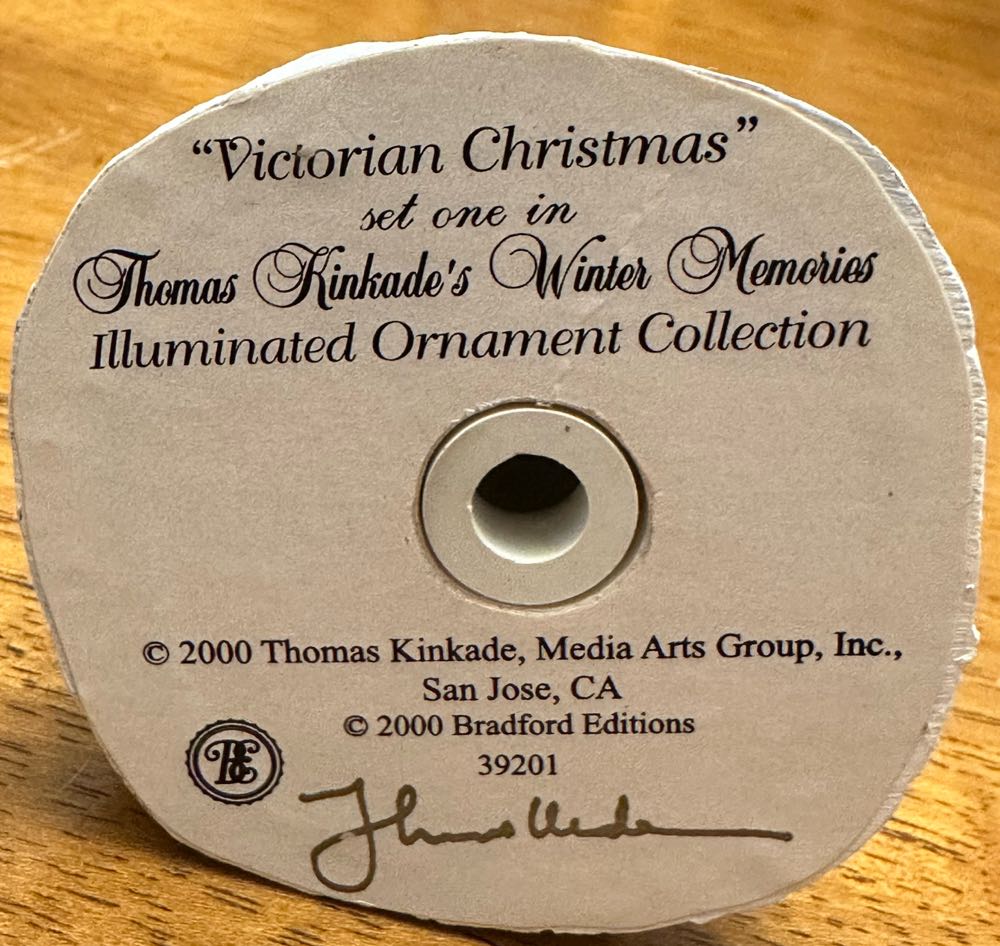 “Victorian Christmas”
set one in
Thomas Kinkade's Winter Memories
Illuminated Ornament Collection
© 2000 Thomas Kinkade, Media Arts Group, Inc.,
San Jose, CA
© 2000 Bradford Editions
39201
BE